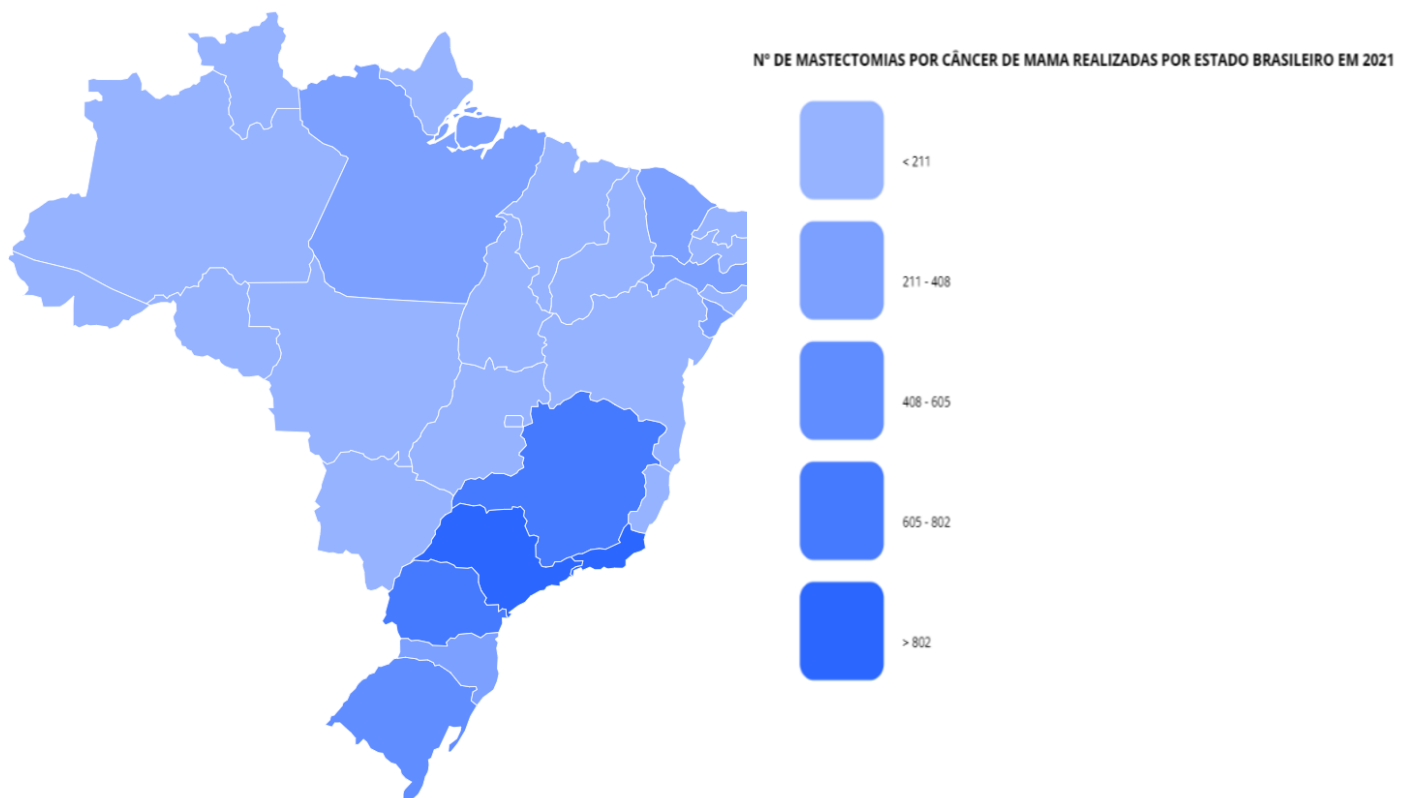 Nº DE MASTECTOMIAS POR CÂNCER DE MAMA REALIZADAS POR ESTADO BRASILEIRO EM 2021
< 211
211 - 408
408 - 605
605 - 802
> 802